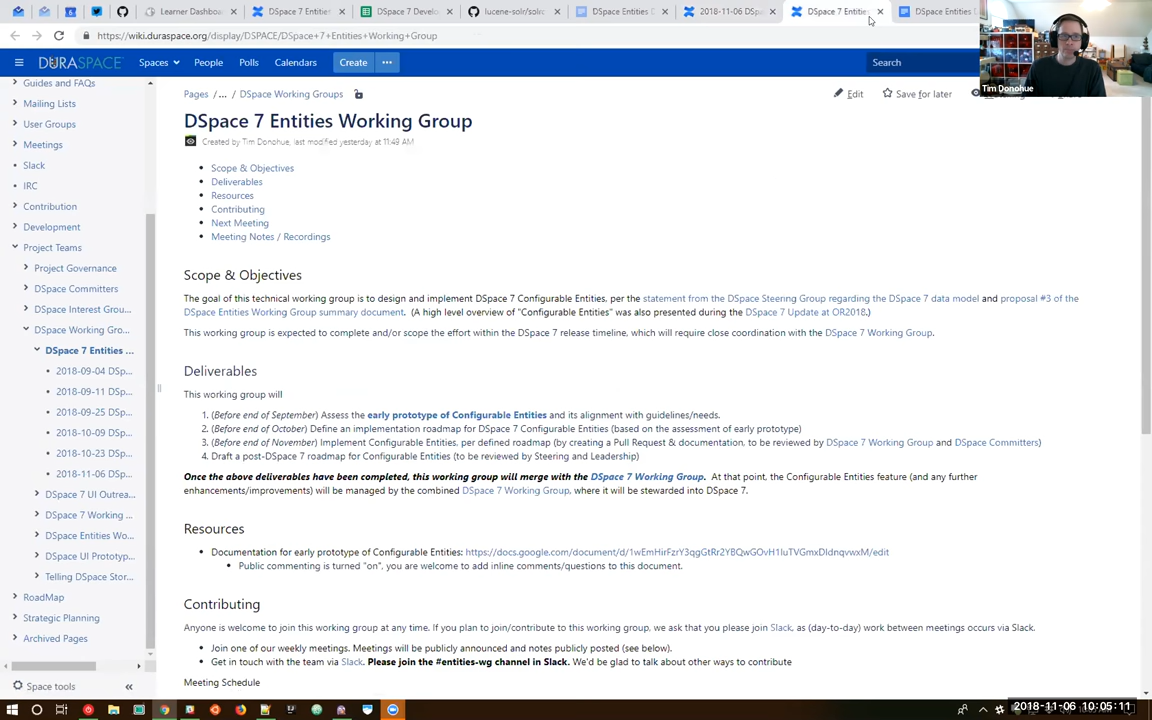 Learner Dashboa
DSpace 7 Entities
DSpace 7 Develo
lucene-solr/solrc
DSpace Entities D
2018-11-06 DSpa
DSpace 7 Entitie
DSpace Entities D
https://wiki.duraspace.org/display/DSPACE/DSpace+7+Entities+Working+Group
DURASPACE Spaces People Polls Calendars Create ••• Search
Tim Donohue
Guides and FAQs
Mailing Lists
User Groups
Meetings
Slack
IRC
Contribution
Development
Project Teams
Project Governance
DSpace Committers
DSpace Interest Grou...
DSpace Working Gro...
DSpace 7 Entities ...
2018-09-04 DSp...
2018-09-11 DSp...
2018-09-25 DSp...
2018-10-09 DSp...
2018-10-23 DSp...
2018-11-06 DSp...
DSpace 7 UI Outrea...
DSpace 7 Working ...
DSpace Entities Wo...
DSpace UI Prototyp...
Telling DSpace Stor...
RoadMap
Strategic Planning
Archived Pages
Space tools
Pages / ... / DSpace Working Groups
Edit Save for later
DSpace 7 Entities Working Group
Created by Tim Donohue, last modified yesterday at 11:49 AM
Scope & Objectives
Deliverables
Resources
Contributing
Next Meeting
Meeting Notes / Recordings
Scope & Objectives
The goal of this technical working group is to design and implement DSpace 7 Configurable Entities, per the statement from the DSpace Steering Group regarding the DSpace 7 data model and proposal #3 of the
DSpace Entities Working Group summary document. (A high level overview of "Configurable Entities" was also presented during the DSpace 7 Update at OR2018.)
This working group is expected to complete and/or scope the effort within the DSpace 7 release timeline, which will require close coordination with the DSpace 7 Working Group.
Deliverables
This working group will
1. (Before end of September) Assess the early prototype of Configurable Entities and its alignment with guidelines/needs.
2. (Before end of October) Define an implementation roadmap for DSpace 7 Configurable Entities (based on the assessment of early prototype)
3. (Before end of November) Implement Configurable Entities, per defined roadmap (by creating a Pull Request & documentation, to be reviewed by DSpace 7 Working Group and DSpace Committers)
4. Draft a post-DSpace 7 roadmap for Configurable Entities (to be reviewed by Steering and Leadership)
Once the above deliverables have been completed, this working group will merge with the DSpace 7 Working Group. At that point, the Configurable Entities feature (and any further
enhancements/improvements) will be managed by the combined DSpace 7 Working Group, where it will be stewarded into DSpace 7.
Resources
Documentation for early prototype of Configurable Entities: https://docs.google.com/document/d/1wEmHirFzrY3qgGtRr2YBQwGOvH1IuTVGmxDIdnqvwxM/edit
Public commenting is turned "on", you are welcome to add inline comments/questions to this document.
Contributing
Anyone is welcome to join this working group at any time. If you plan to join/contribute to this working group, we ask that you please join Slack, as (day-to-day) work between meetings occurs via Slack.
Join one of our weekly meetings. Meetings will be publicly announced and notes publicly posted (see below).
Get in touch with the team via Slack. Please join the #entities-wg channel in Slack. We'd be glad to talk about other ways to contribute
Meeting Schedule
2018-11-06 10:05:11